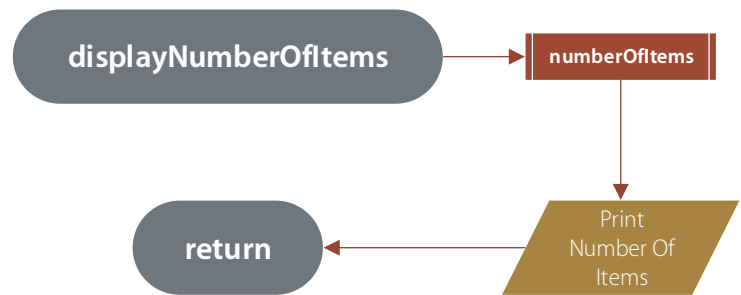 displayNumberOfItems
numberOfItems
Print
Number Of
Items
return